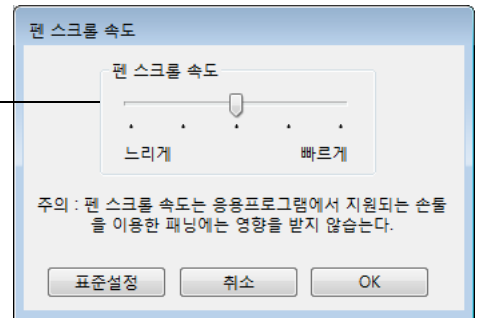 펜 스크롤 속도
펜 스크롤 속도
느리게 빠르게
주의 : 펜 스크롤 속도는 응용프로그램에서 지원되는 손툴
을 이용한 패닝에는 영향을 받지 않습는다.
표준설정 취소 OK